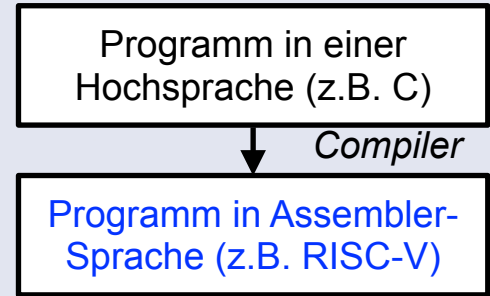 Programm in einer
Hochsprache (z.B. C)
Compiler
Programm in Assembler-
Sprache (z.B. RISC-V)